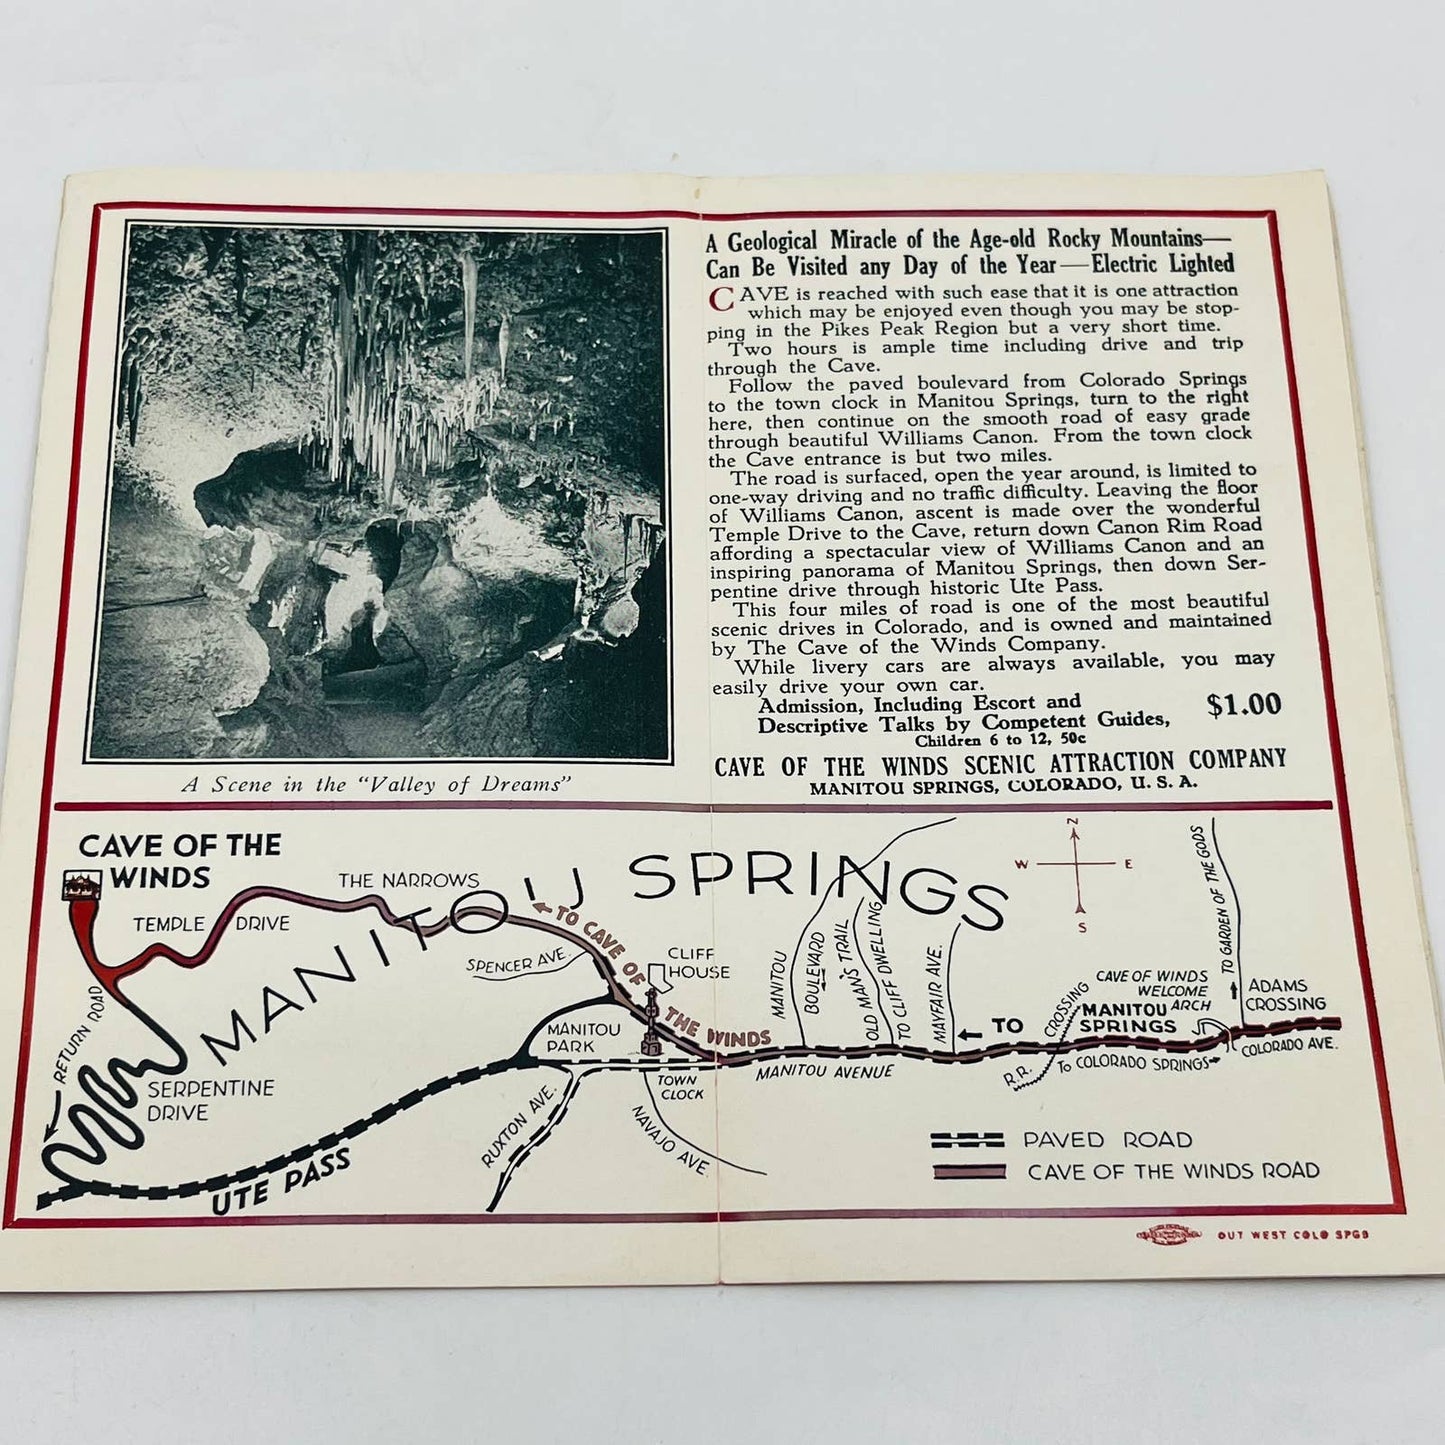 A Geological Miracle of the Age-old Rocky Mountains—
Can Be Visited any Day of the Year—Electric Lighted
CAVE is reached with such ease that it is one attraction
which may be enjoyed even though you may be stop-
ping in the Pikes Peak Region but a very short time.
Two hours is ample time including drive and trip
through the Cave.
Follow the paved boulevard from Colorado Springs
to the town clock in Manitou Springs, turn to the right
here, then continue on the smooth road of easy grade
through beautiful Williams Canon. From the town clock
the Cave entrance is but two miles.
The road is surfaced, open the year around, is limited to
one-way driving and no traffic difficulty. Leaving the floor
of Williams Canon, ascent is made over the wonderful
Temple Drive to the Cave, return down Canon Rim Road
affording a spectacular view of Williams Canon and an
inspiring panorama of Manitou Springs, then down Ser-
pentine drive through historic Ute Pass.
This four miles of road is one of the most beautiful
scenic drives in Colorado, and is owned and maintained
by The Cave of the Winds Company.
While livery cars are always available, you may
easily drive your own car.
Admission, Including Escort and
Descriptive Talks by Competent Guides, $1.00
Children 6 to 12, 50c
CAVE OF THE WINDS SCENIC ATTRACTION COMPANY
MANITOU SPRINGS, COLORADO, U. S. A.
A Scene in the "Valley of Dreams"
CAVE OF THE
WINDS
THE NARROWS
TEMPLE DRIVE
MANITOU SPRINGS
TO CAVE OF THE WINDS
SPENCER AVE.
CLIFF
HOUSE
RETURN ROAD
SERPENTINE
DRIVE
UTE PASS
MANITOU
PARK
TOWN
CLOCK
RUXTON AVE.
NAVAJO AVE.
MANITOU AVENUE
MANITOU
BOULEVARD
OLD MAN'S TRAIL
TO CLIFF DWELLING
MAYFAIR AVE.
N
W E
S
TO
MANITOU
SPRINGS
R.R. CROSSING
CAVE OF WINDS
WELCOME
ARCH
TO COLORADO SPRINGS
TO GARDEN OF THE GODS
ADAMS
CROSSING
COLORADO AVE.
PAVED ROAD
CAVE OF THE WINDS ROAD
OUT WEST COLO SPGS